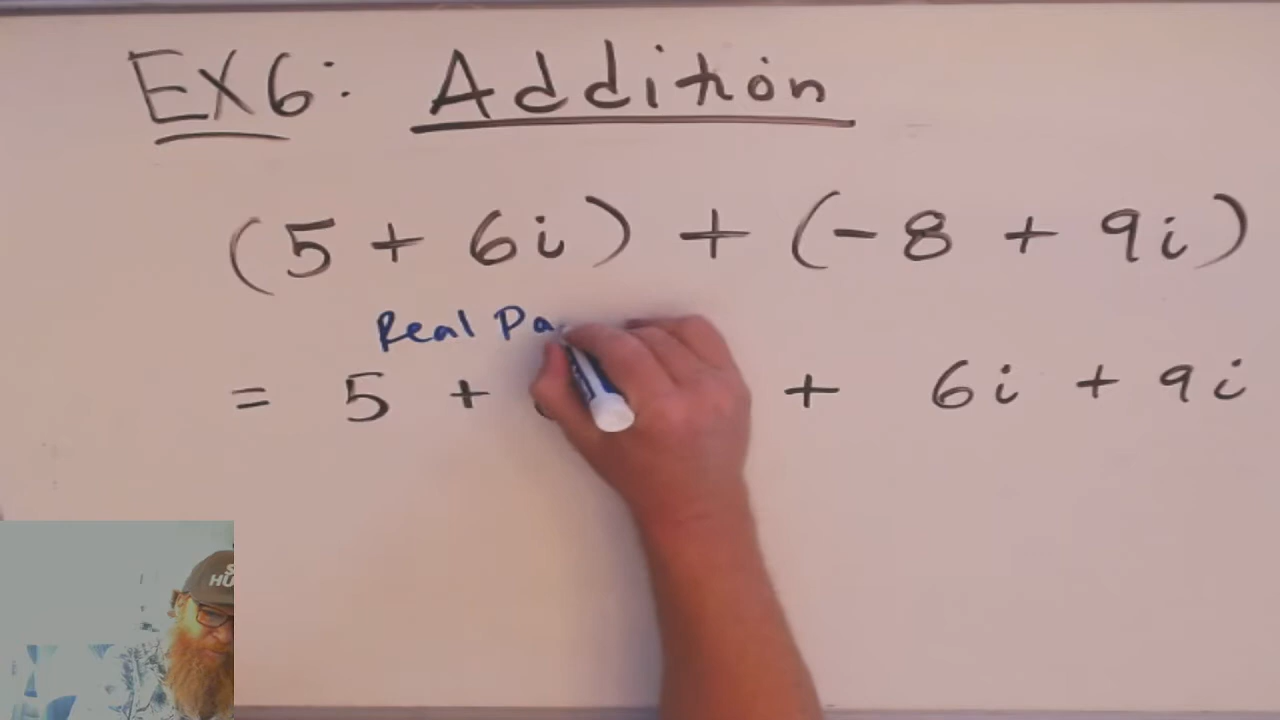 EX6: Addition
(5 + 6i) + (-8 + 9i)
Real Pa
= 5 + + 6i + 9i